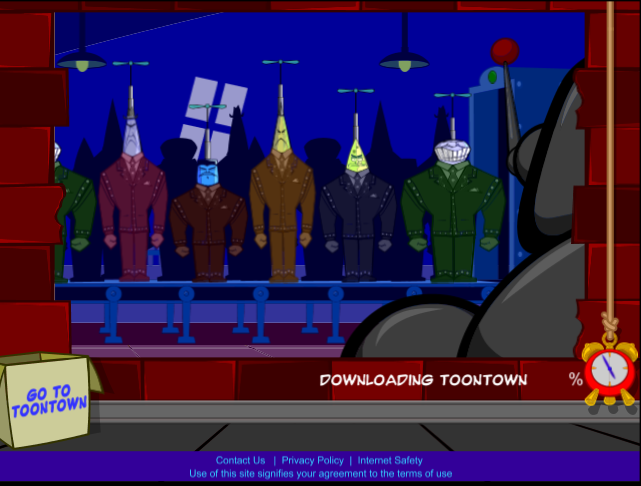 GO TO
TOONTOWN
DOWNLOADING TOONTOWN %
Contact Us | Privacy Policy | Internet Safety
Use of this site signifies your agreement to the terms of use